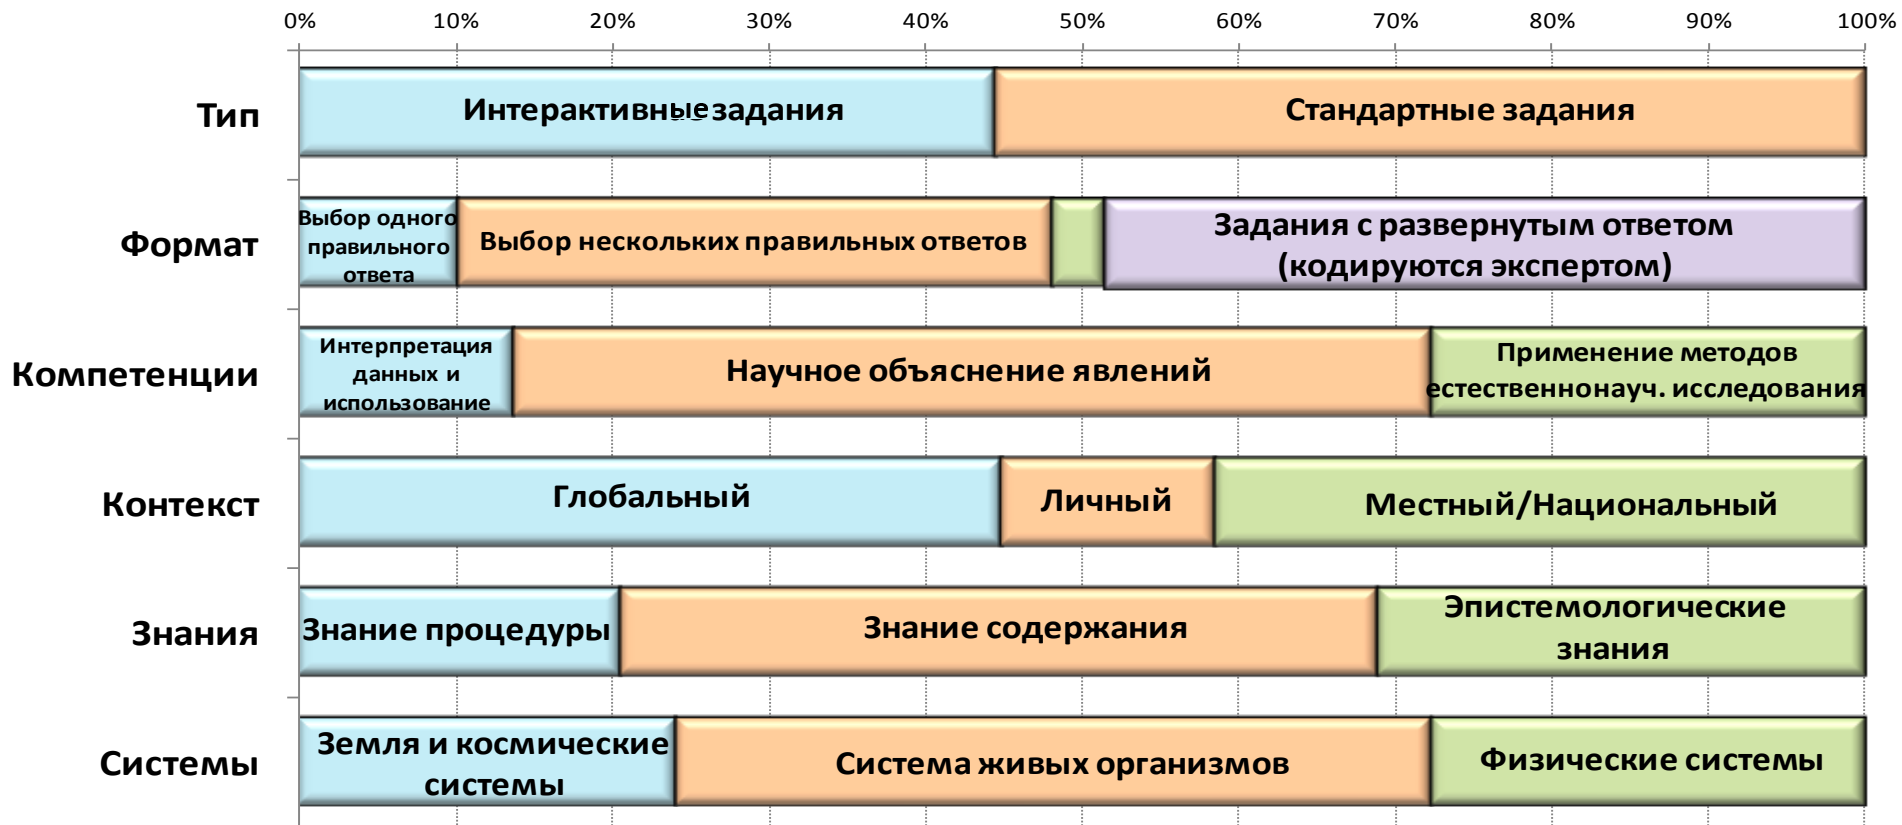 0% 10% 20% 30% 40% 50% 60% 70% 80% 90% 100%
Тип
Интерактивные задания
Стандартные задания
Формат
Выбор одного
правильного
ответа
Выбор нескольких правильных ответов
Задания с развернутым ответом
(кодируются экспертом)
Компетенции
Интерпретация
данных и
использование
Научное объяснение явлений
Применение методов
естественнонауч. исследования
Контекст
Глобальный
Личный
Местный/Национальный
Знания
Знание процедуры
Знание содержания
Эпистемологические
знания
Системы
Земля и космические
системы
Система живых организмов
Физические системы